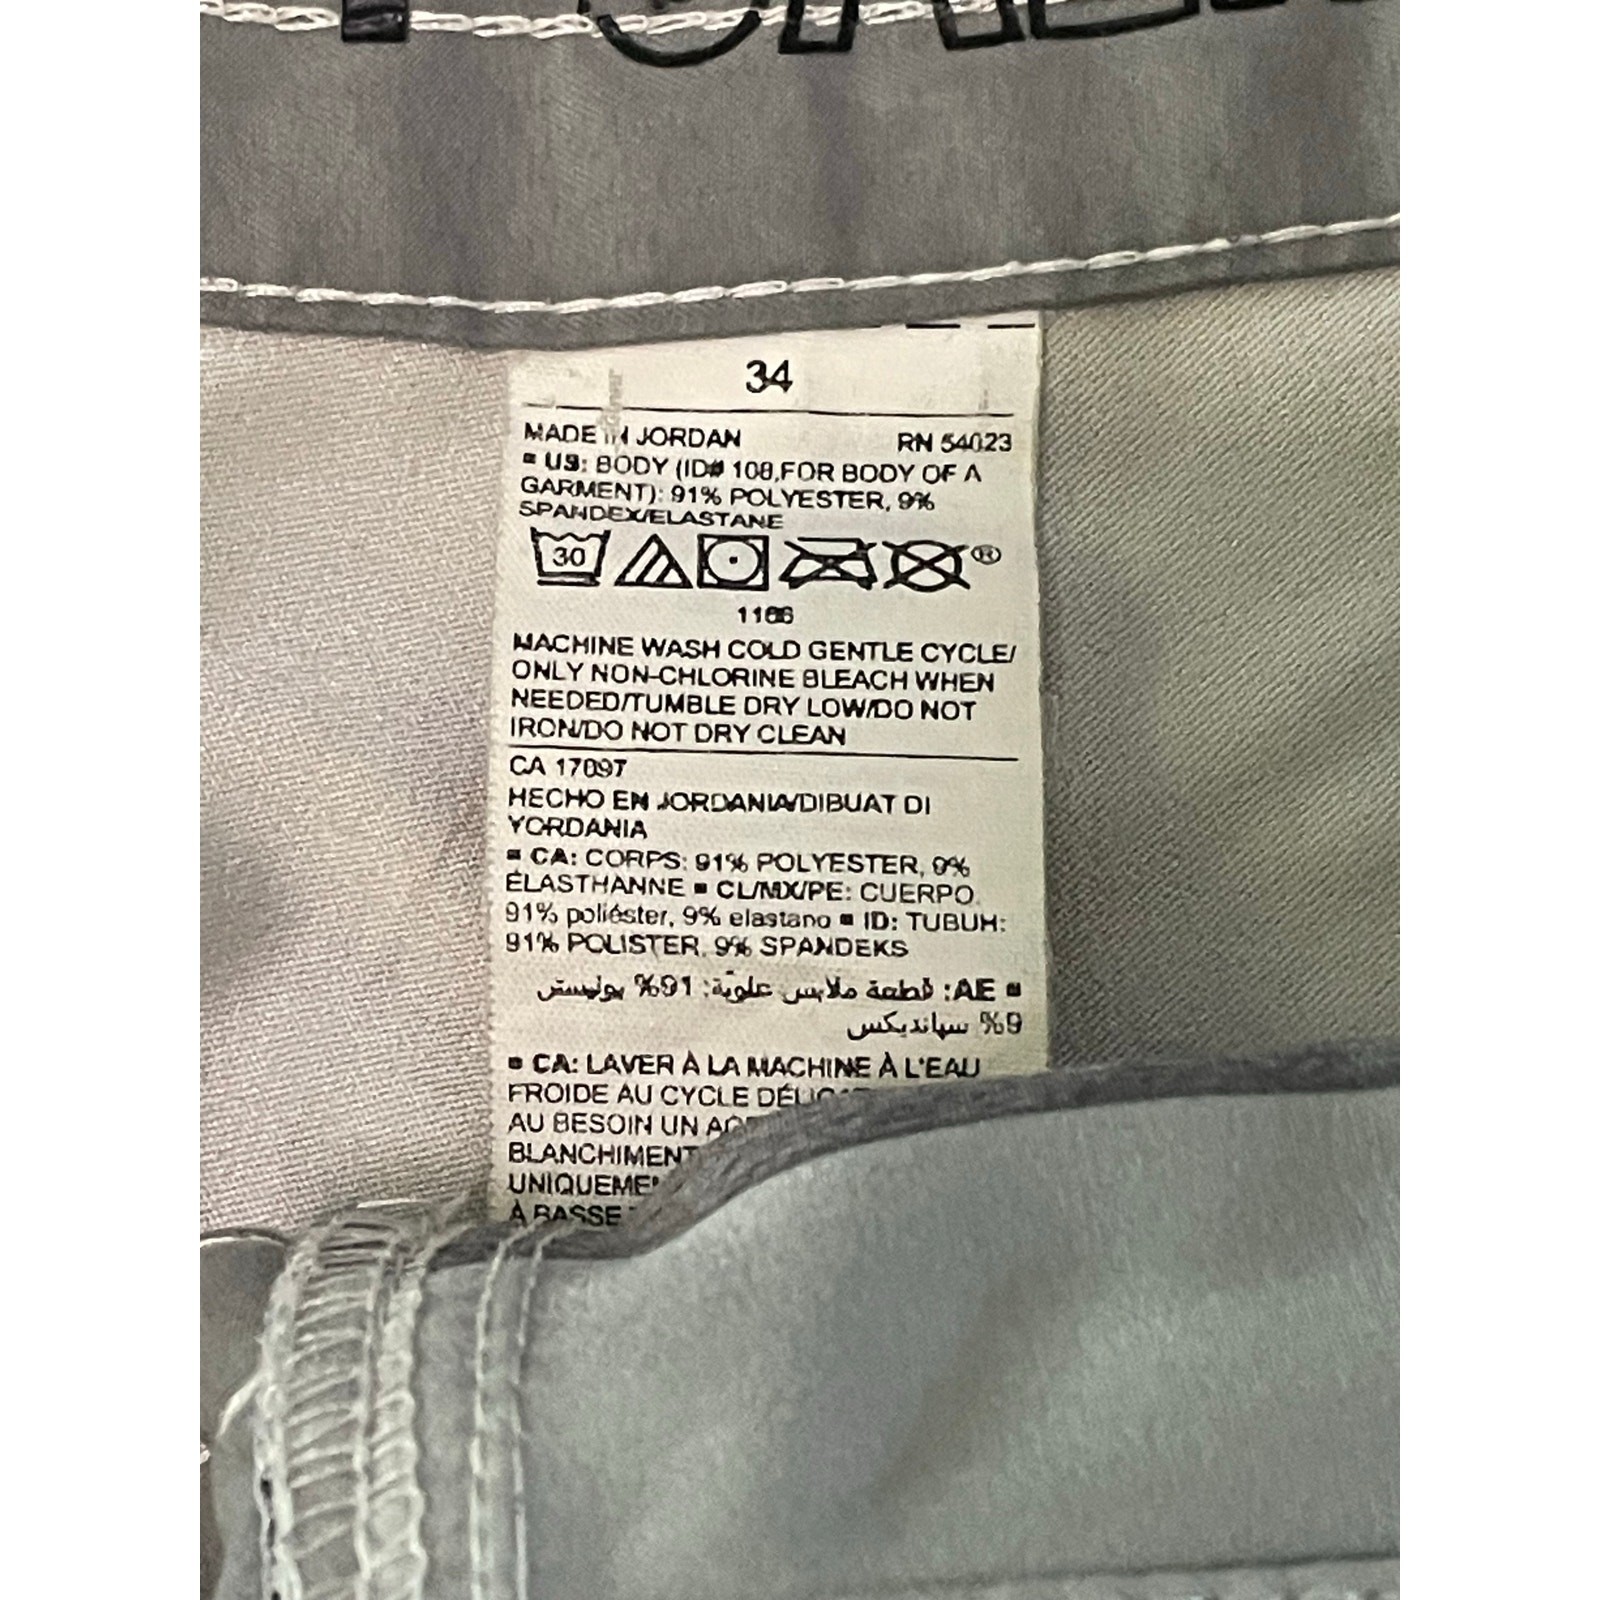 34
MADE IN JORDAN RN 54023
▪ US: BODY (ID# 108,FOR BODY OF A
GARMENT): 91% POLYESTER, 9%
SPANDEX/ELASTANE
30 ®
MACHINE WASH COLD GENTLE CYCLE/
ONLY NON-CHLORINE BLEACH WHEN
NEEDED/TUMBLE DRY LOW/DO NOT
IRON/DO NOT DRY CLEAN
CA 17097
HECHO EN JORDANIA/DIBUAT DI
YORDANIA
▪ CA: CORPS: 91% POLYESTER, 9%
ÉLASTHANNE ▪ CL/MX/PE: CUERPO:
91% poliéster, 9% elastano ▪ ID: TUBUH:
91% POLISTER, 9% SPANDEKS
▪ AE: قطعة ملابس علويّة: 91% بوليستر
9% سباندیکس
▪ CA: LAVER À LA MACHINE À L'EAU
FROIDE AU CYCLE
AU BESOIN UN
BLANCHIMENT
À BASSE